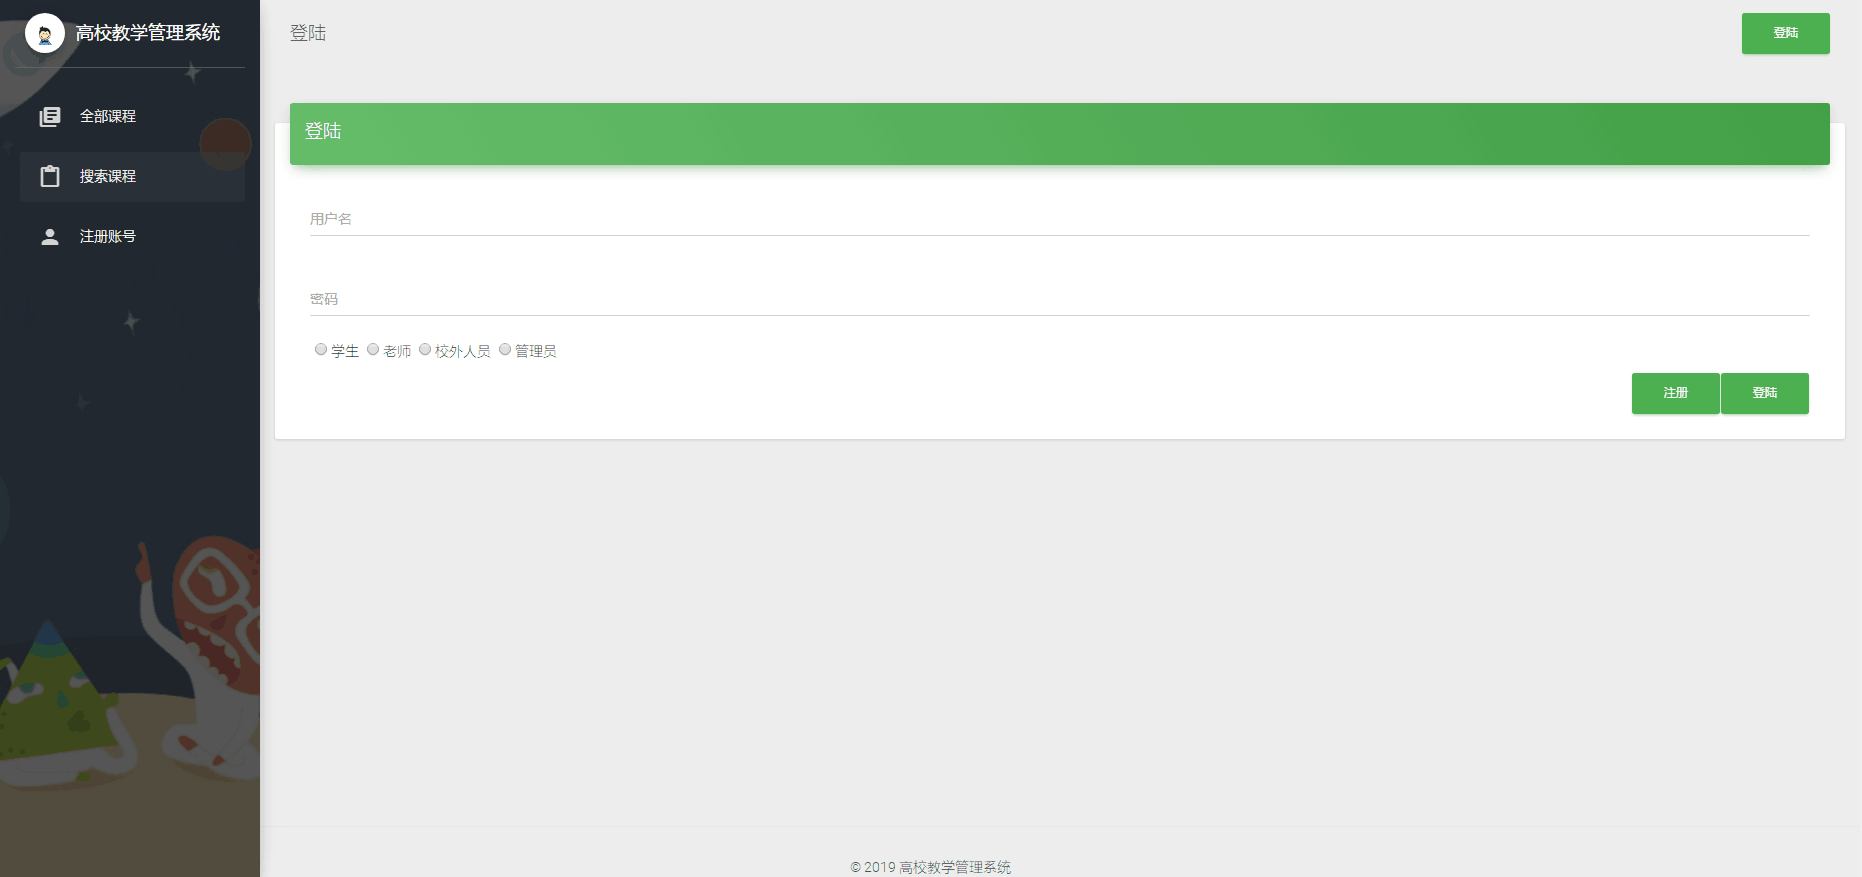 高校教学管理系统
全部课程
搜索课程
注册账号
登陆
登陆
登陆
用户名
密码
学生 老师 校外人员 管理员
注册 登陆
© 2019 高校教学管理系统